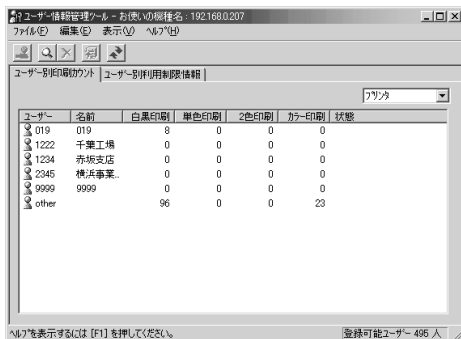 ユーザー情報管理ツール - お使いの機種名 : 192.168.0.207
ファイル(F) 編集(E) 表示(V) ヘルプ(H)
ユーザー別印刷カウント ユーザー別利用制限情報
プリンタ
ユーザー 名前 白黒印刷 単色印刷 2色印刷 カラー印刷 状態
019 019 8 0 0 0
1222 千葉工場 0 0 0 0
1234 赤坂支店 0 0 0 0
2345 横浜事業... 0 0 0 0
9999 9999 0 0 0 0
other 96 0 0 23
ヘルプを表示するには [F1] を押してください。 登録可能ユーザー 495 人